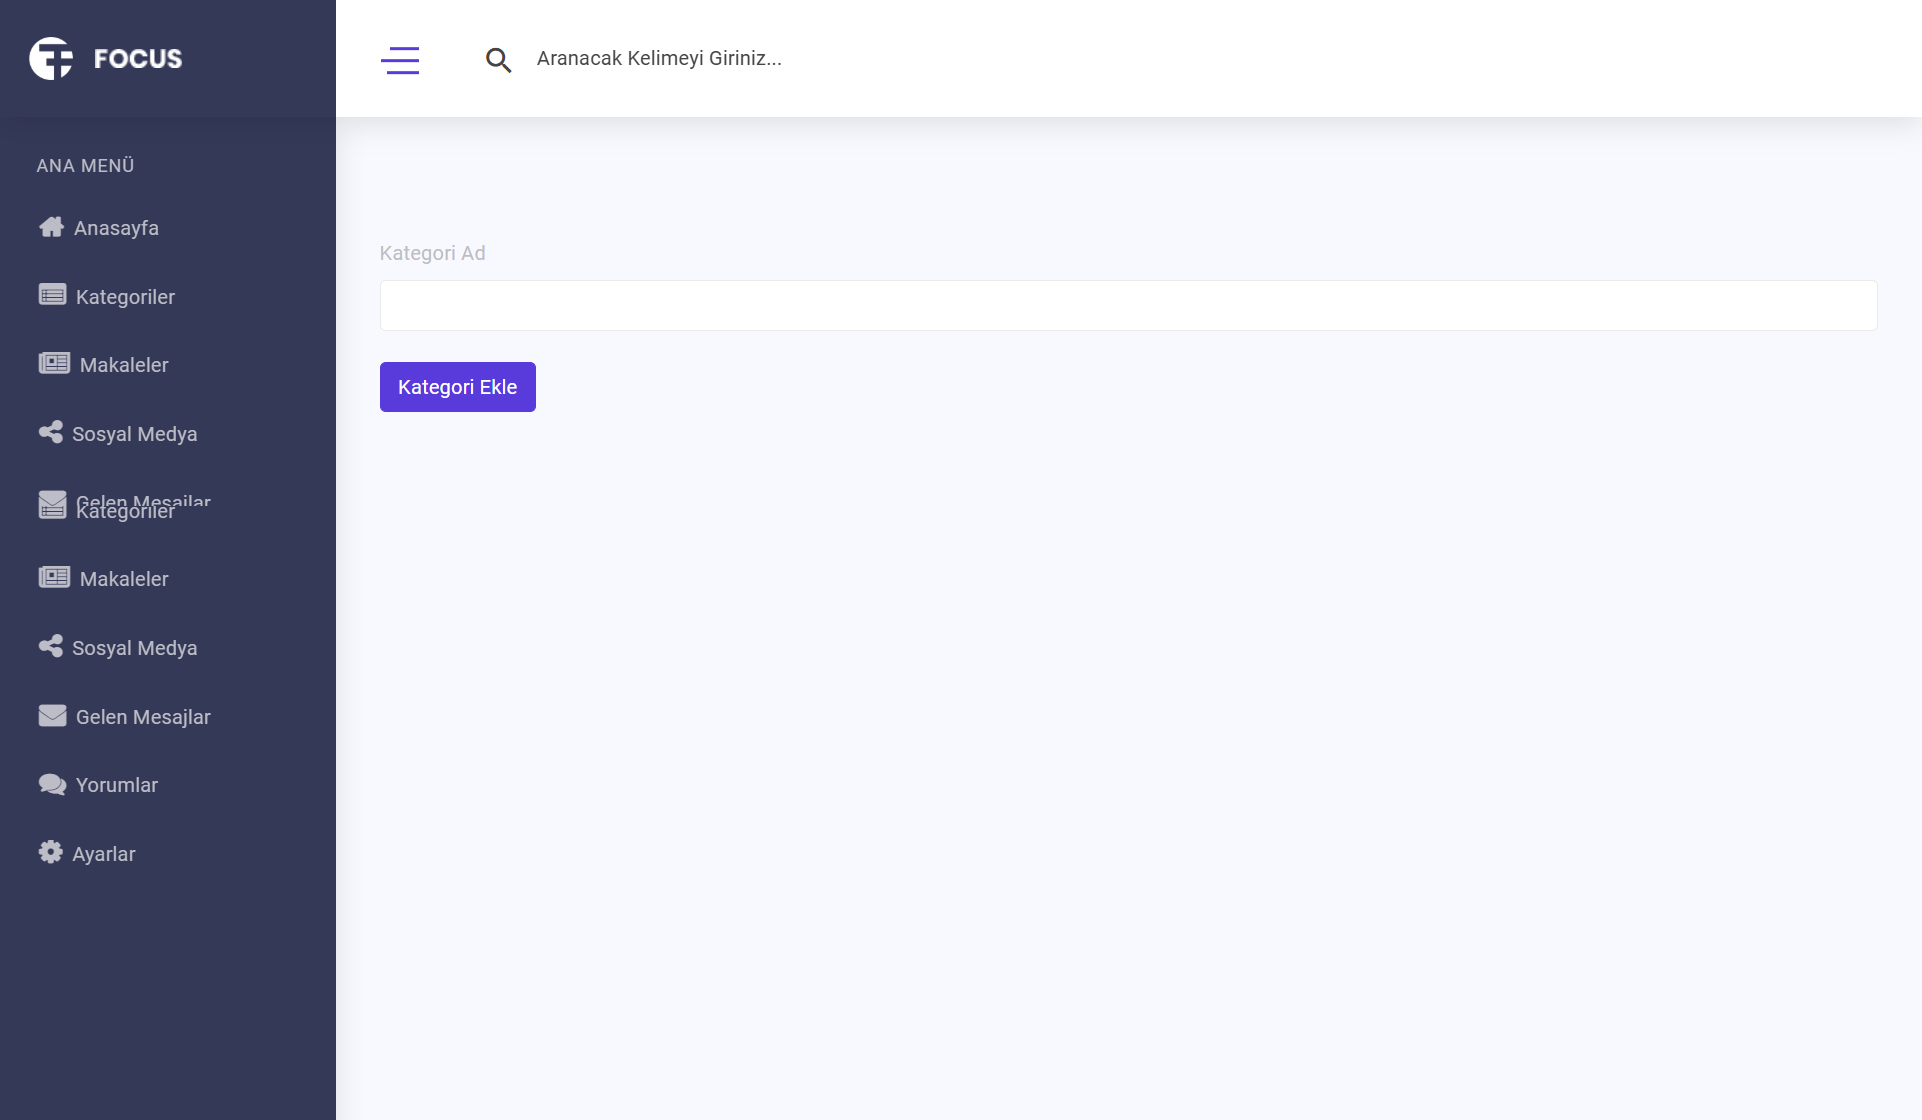 FOCUS
Aranacak Kelimeyi Giriniz...
ANA MENÜ
Anasayfa
Kategoriler
Makaleler
Sosyal Medya
Gelen Mesajlar
Kategoriler
Makaleler
Sosyal Medya
Gelen Mesajlar
Yorumlar
Ayarlar
Kategori Ad
Kategori Ekle